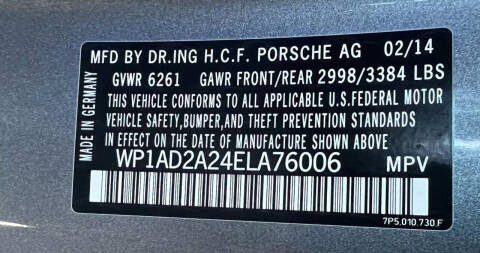 MFD BY DR.ING H.C.F. PORSCHE AG 02/14
GVWR 6261 GAWR FRONT/REAR 2998/3384 LBS
THIS VEHICLE CONFORMS TO ALL APPLICABLE U.S.FEDERAL MOTOR
VEHICLE SAFETY,BUMPER,AND THEFT PREVENTION STANDARDS
IN EFFECT ON THE DATE OF MANUFACTURE SHOWN ABOVE.
WP1AD2A24ELA76006 MPV
7P5.010.730.F
MADE IN GERMANY